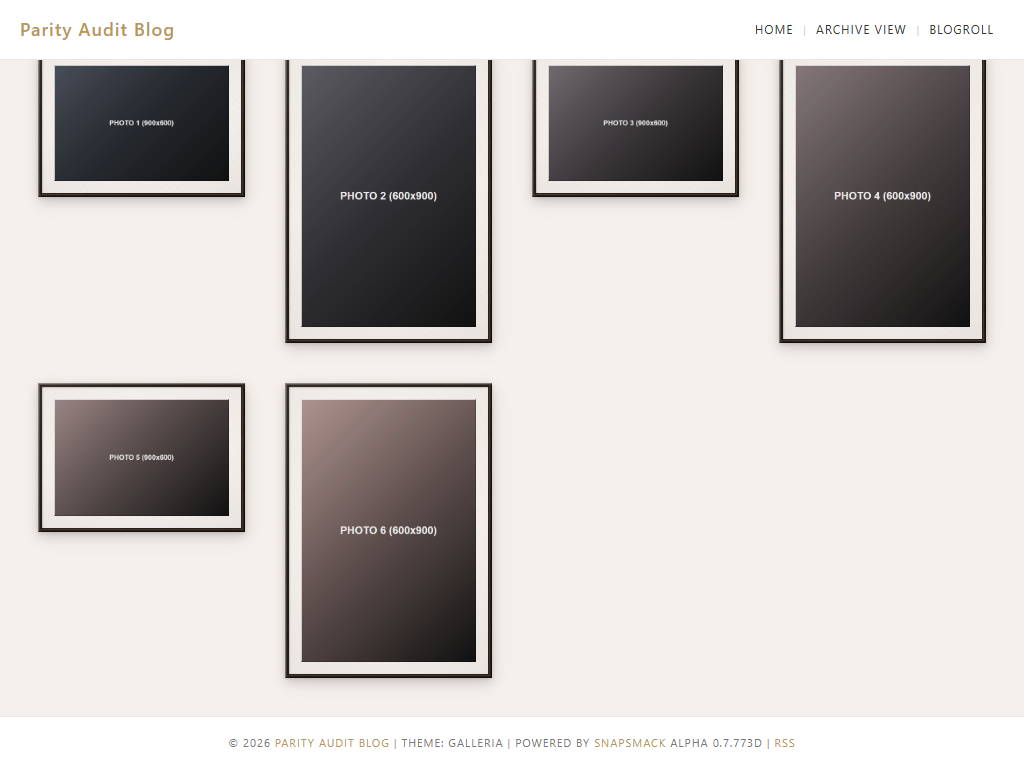 Parity Audit Blog
HOME | ARCHIVE VIEW | BLOGROLL
PHOTO 1 (900x600)
PHOTO 2 (600x900)
PHOTO 3 (900x600)
PHOTO 4 (600x900)
PHOTO 5 (900x600)
PHOTO 6 (600x900)
© 2026 PARITY AUDIT BLOG | THEME: GALLERIA | POWERED BY SNAPSMACK ALPHA 0.7.773D | RSS